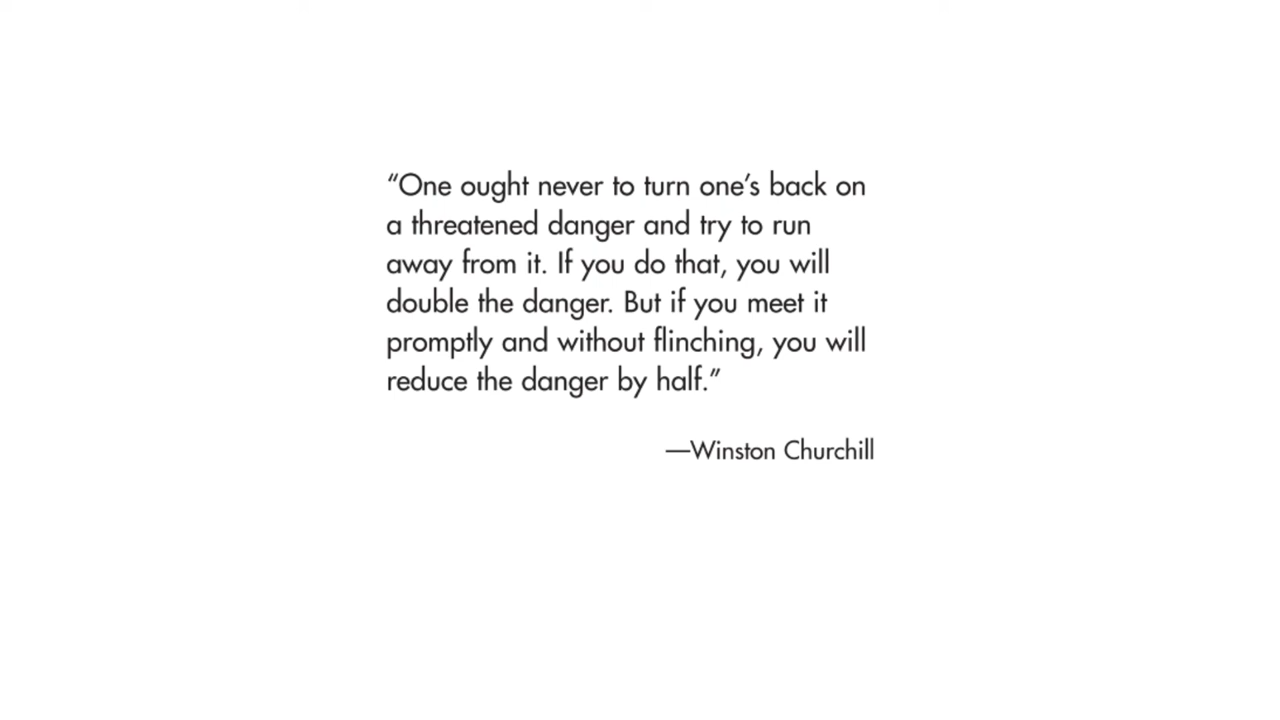 “One ought never to turn one’s back on
a threatened danger and try to run
away from it. If you do that, you will
double the danger. But if you meet it
promptly and without flinching, you will
reduce the danger by half.”
—Winston Churchill